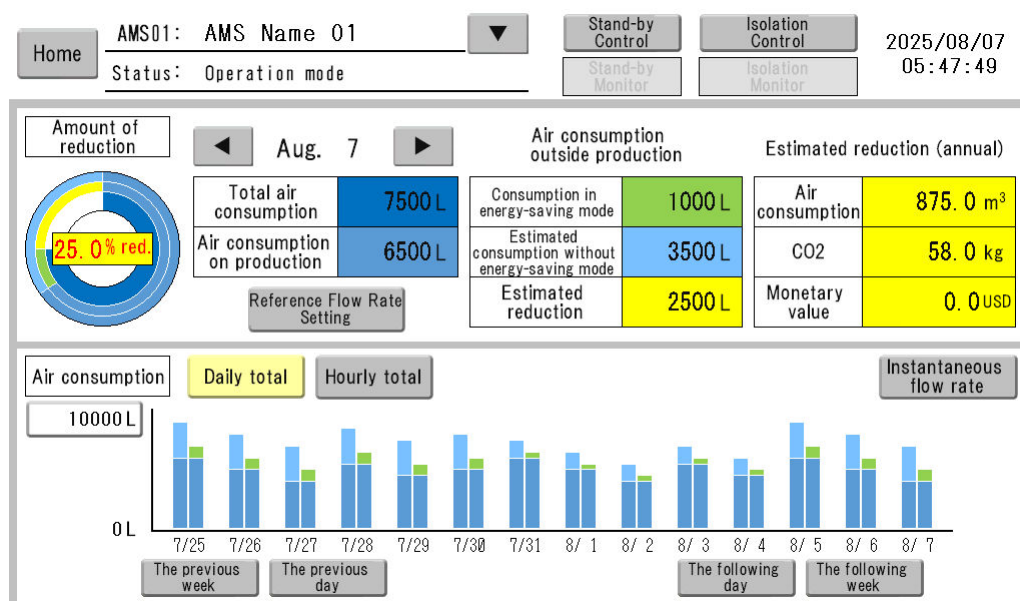 Home
AMS01: AMS Name 01
▼
Status: Operation mode
Stand-by
Control
Isolation
Control
Stand-by
Monitor
Isolation
Monitor
2025/08/07
05:47:49
Amount of
reduction
25.0% red.
◀ Aug. 7 ▶
Total air
consumption
7500 L
Air consumption
on production
6500 L
Reference Flow Rate
Setting
Air consumption
outside production
Consumption in
energy-saving mode
1000 L
Estimated
consumption without
energy-saving mode
3500 L
Estimated
reduction
2500 L
Estimated reduction (annual)
Air
consumption
875.0 m³
CO2
58.0 kg
Monetary
value
0.0 USD
Air consumption
Daily total
Hourly total
Instantaneous
flow rate
10000 L
0 L
7/25 7/26 7/27 7/28 7/29 7/30 7/31 8/ 1 8/ 2 8/ 3 8/ 4 8/ 5 8/ 6 8/ 7
The previous
week
The previous
day
The following
day
The following
week